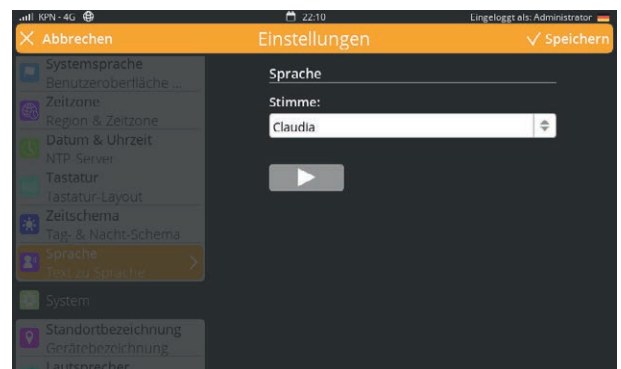 KPN - 4G
22:10
Eingeloggt als: Administrator
Abbrechen
Einstellungen
Speichern
Systemsprache
Benutzeroberfläche ...
Zeitzone
Region & Zeitzone
Datum & Uhrzeit
NTP-Server
Tastatur
Tastatur-Layout
Zeitschema
Tag- & Nacht-Schema
Sprache
Text zu Sprache
System
Standortbezeichnung
Gerätebezeichnung
Lautsprecher
Sprache
Stimme:
Claudia